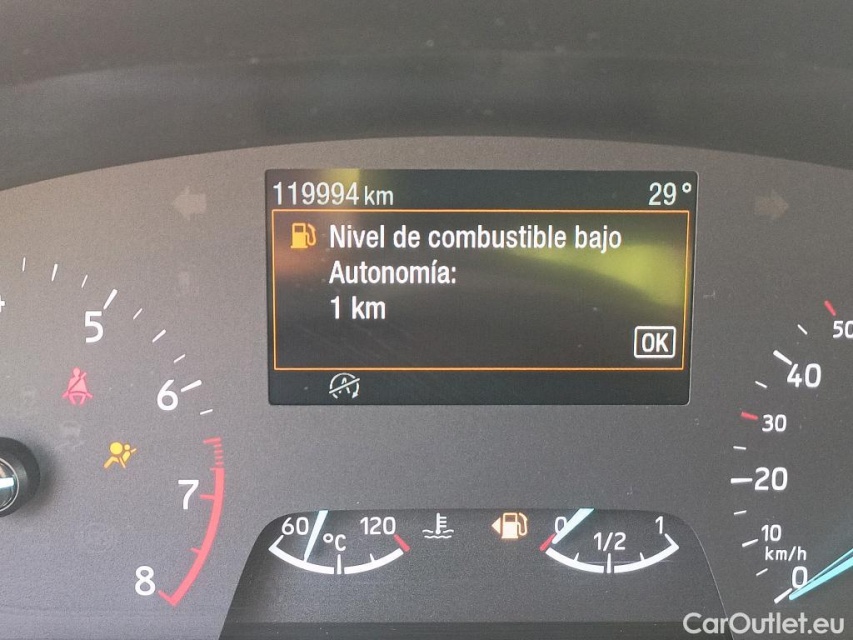 119994 km 29°
Nivel de combustible bajo
Autonomía:
1 km
OK
5
6
7
8
60 120
°C
0 1/2 1
50
40
30
20
10
km/h
0
CarOutlet.eu